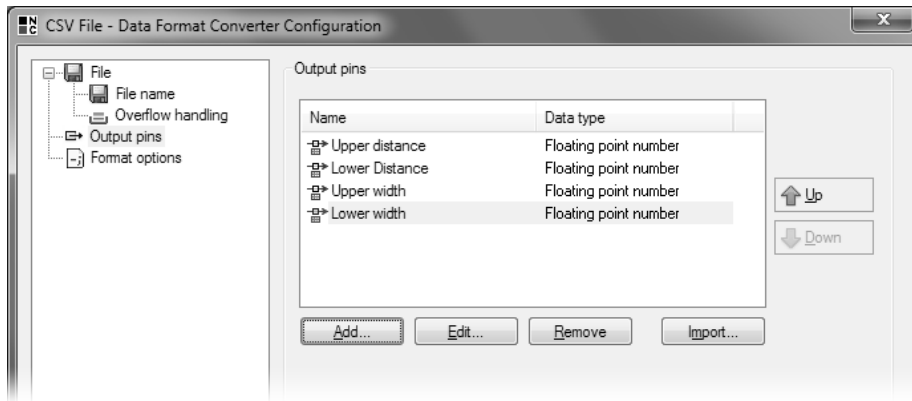 CSV File - Data Format Converter Configuration
File
File name
Overflow handling
Output pins
Format options
Output pins
Name Data type
Upper distance Floating point number
Lower Distance Floating point number
Upper width Floating point number
Lower width Floating point number
Up
Down
Add... Edit... Remove Import...